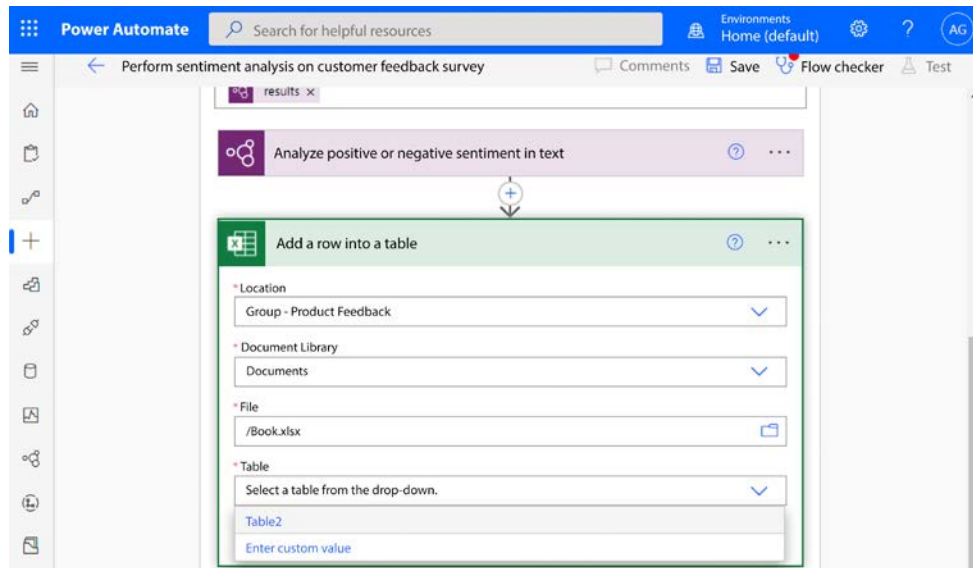 Power Automate
Search for helpful resources
Environments
Home (default)
?
AG
Perform sentiment analysis on customer feedback survey
Comments
Save
Flow checker
Test
results ×
Analyze positive or negative sentiment in text
? ...
+
Add a row into a table
? ...
* Location
Group - Product Feedback
* Document Library
Documents
* File
/Book.xlsx
* Table
Select a table from the drop-down.
Table2
Enter custom value